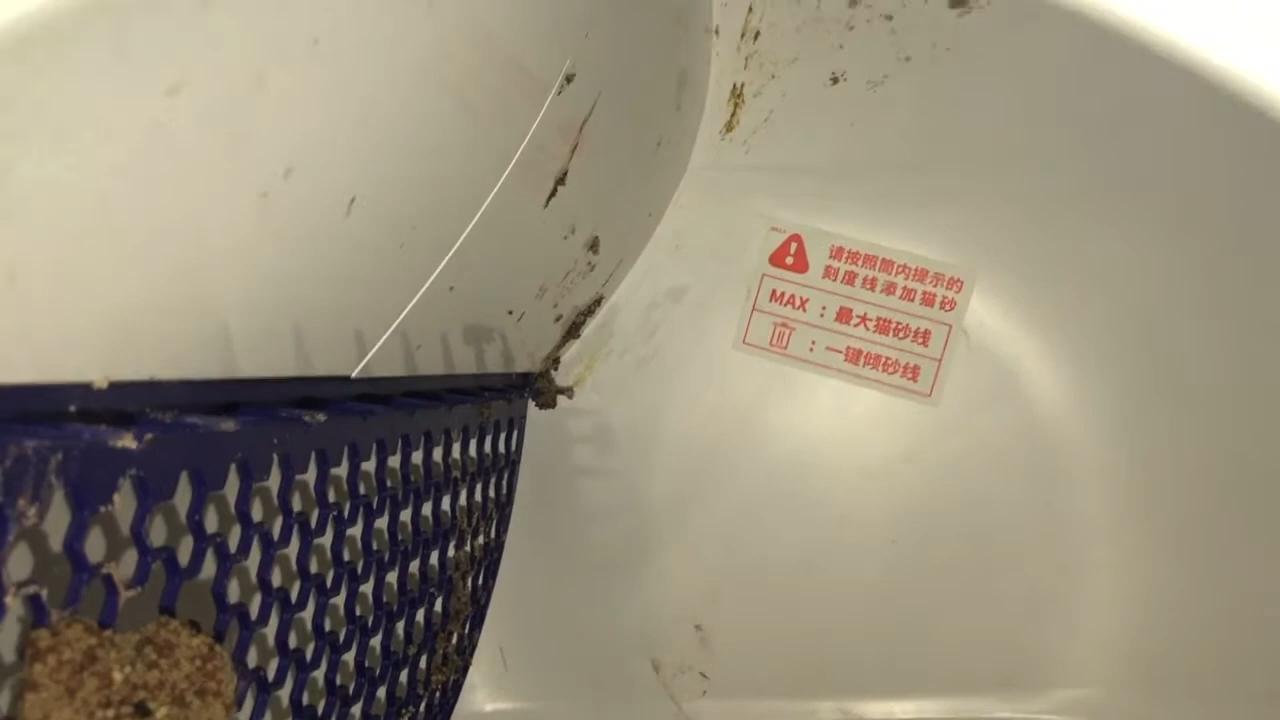 请按照筒内提示的
刻度线添加猫砂
MAX：最大猫砂线
：一键倾砂线